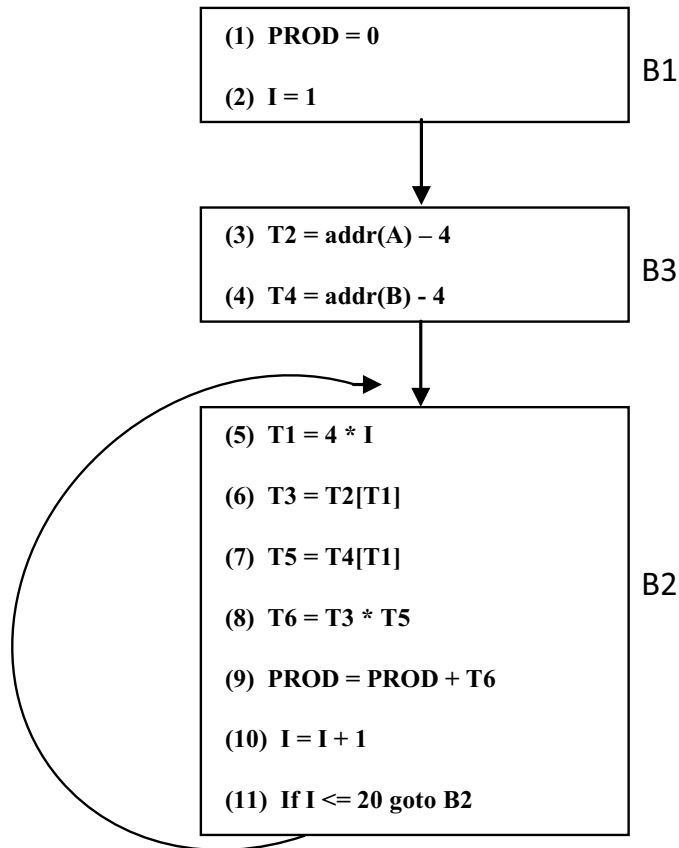 (1) PROD = 0
(2) I = 1
B1
(3) T2 = addr(A) – 4
(4) T4 = addr(B) - 4
B3
(5) T1 = 4 * I
(6) T3 = T2[T1]
(7) T5 = T4[T1]
(8) T6 = T3 * T5
(9) PROD = PROD + T6
(10) I = I + 1
(11) If I <= 20 goto B2
B2